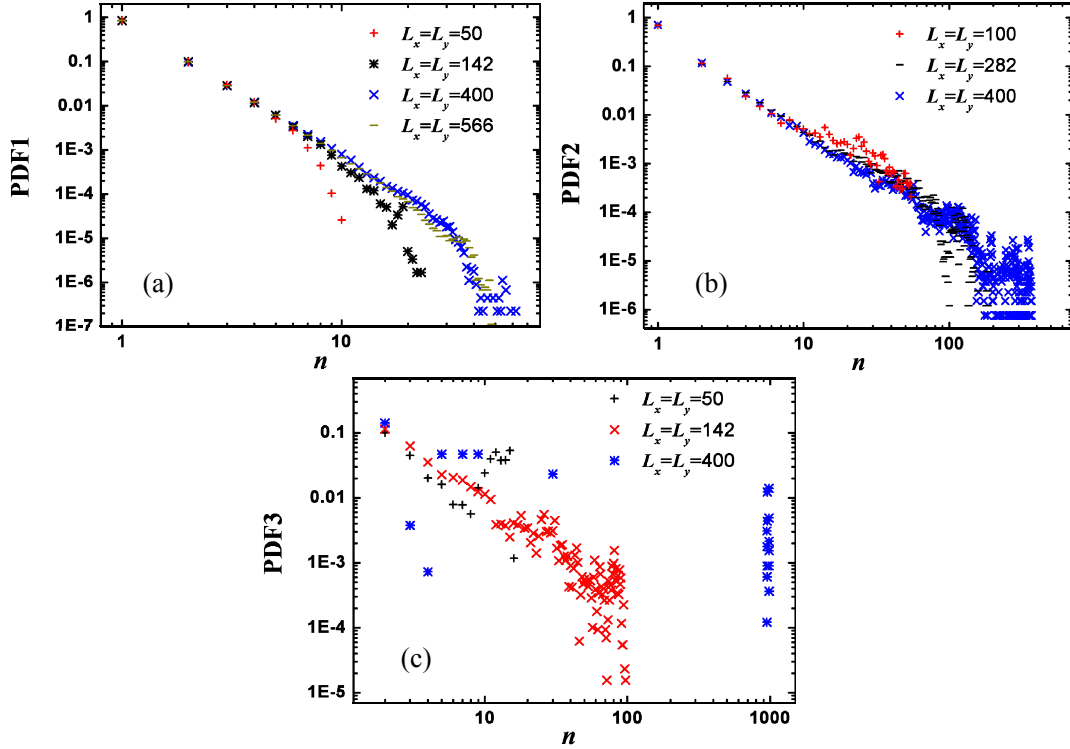 PDF1
1
0.1
0.01
1E-3
1E-4
1E-5
1E-6
1E-7
Lx=Ly=50
Lx=Ly=142
Lx=Ly=400
Lx=Ly=566
(a)
1
10
n
PDF2
1
0.1
0.01
1E-3
1E-4
1E-5
1E-6
Lx=Ly=100
Lx=Ly=282
Lx=Ly=400
(b)
1
10
100
n
PDF3
0.1
0.01
1E-3
1E-4
1E-5
Lx=Ly=50
Lx=Ly=142
Lx=Ly=400
(c)
10
100
1000
n